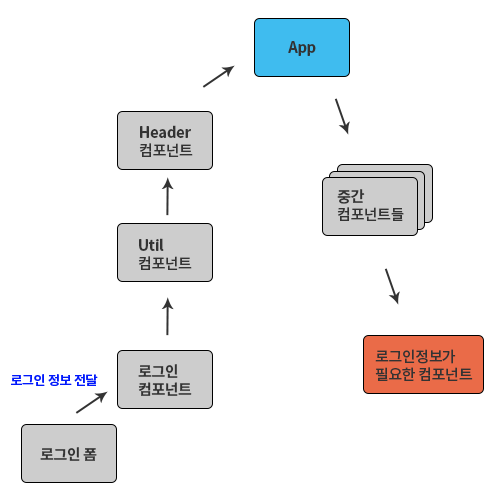 App
Header
컴포넌트
중간
컴포넌트들
Util
컴포넌트
로그인정보가
필요한 컴포넌트
로그인
컴포넌트
로그인 정보 전달
로그인 폼